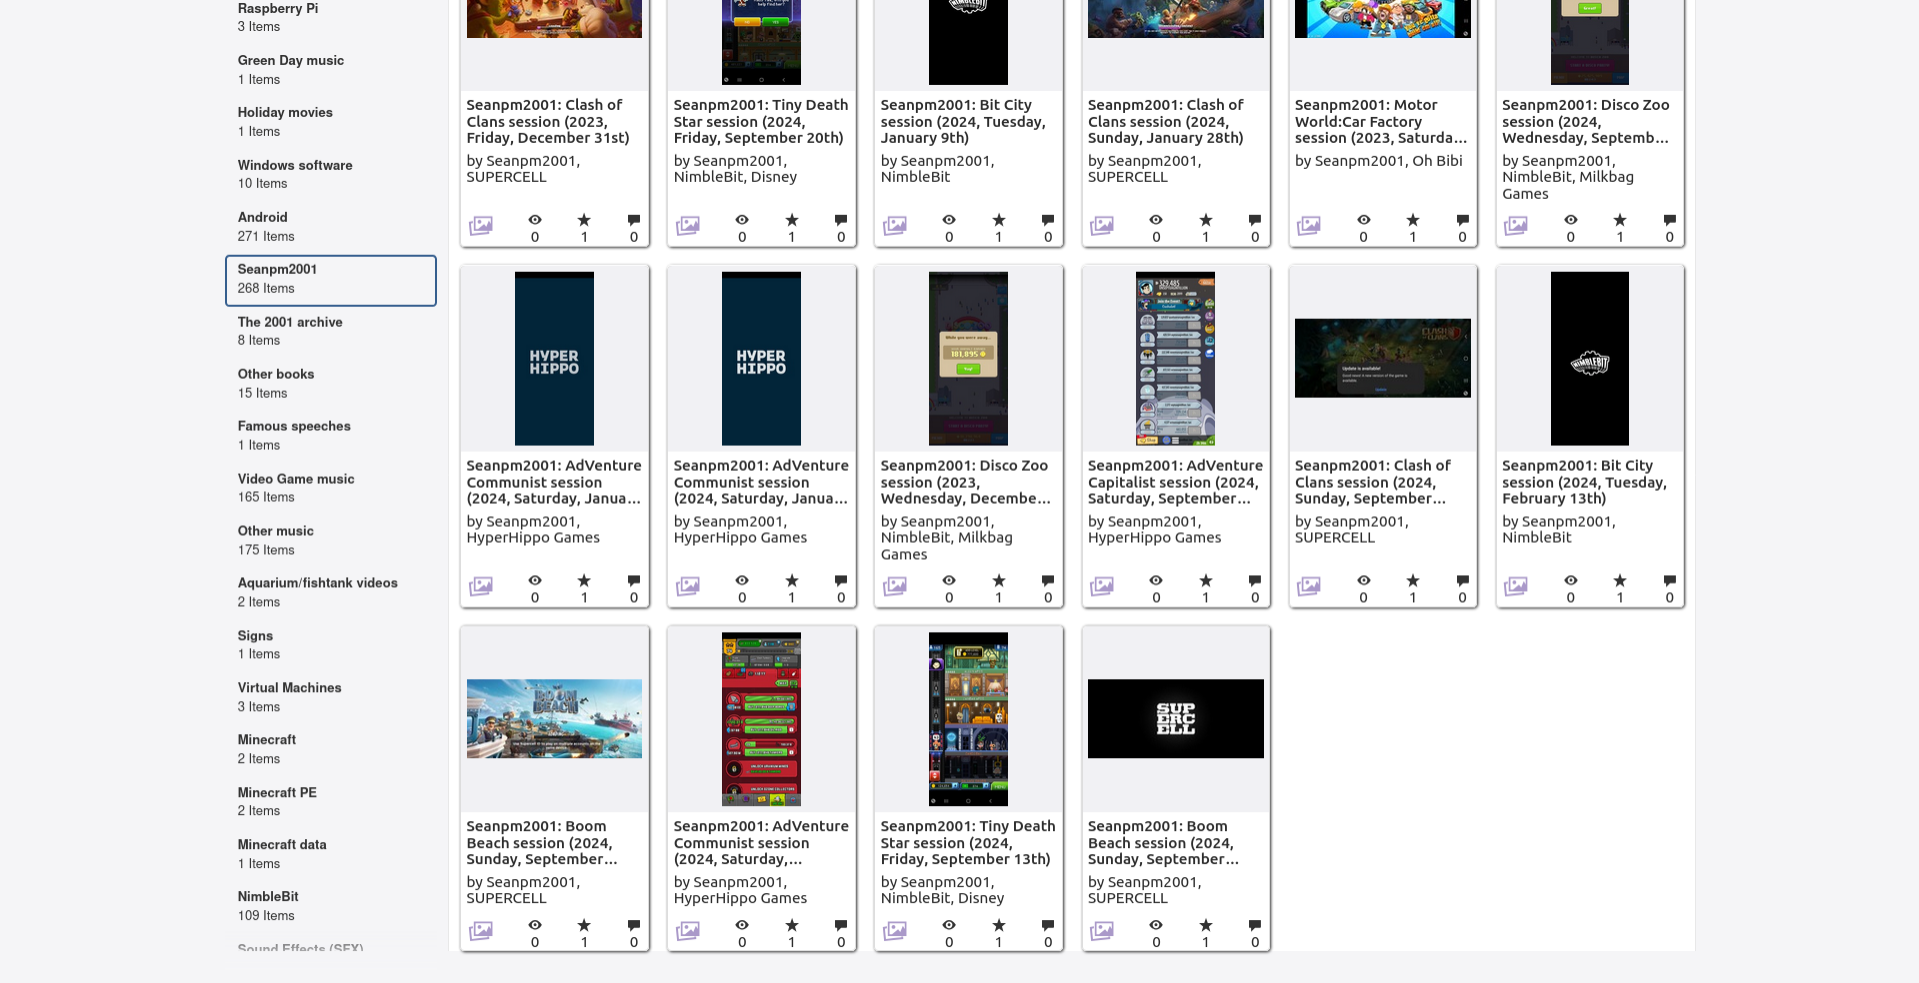 Raspberry Pi
3 Items
Green Day music
1 Items
Holiday movies
1 Items
Windows software
10 Items
Android
271 Items
Seanpm2001
268 Items
The 2001 archive
8 Items
Other books
15 Items
Famous speeches
1 Items
Video Game music
165 Items
Other music
175 Items
Aquarium/fishtank videos
2 Items
Signs
1 Items
Virtual Machines
3 Items
Minecraft
2 Items
Minecraft PE
2 Items
Minecraft data
1 Items
NimbleBit
109 Items
Sound Effects (SFX)
NIMBLEBIT
Seanpm2001: Clash of
Clans session (2023,
Friday, December 31st)
by Seanpm2001,
SUPERCELL
0 1 0
Seanpm2001: Tiny Death
Star session (2024,
Friday, September 20th)
by Seanpm2001,
NimbleBit, Disney
0 1 0
Seanpm2001: Bit City
session (2024, Tuesday,
January 9th)
by Seanpm2001,
NimbleBit
0 1 0
Seanpm2001: Clash of
Clans session (2024,
Sunday, January 28th)
by Seanpm2001,
SUPERCELL
0 1 0
Seanpm2001: Motor
World:Car Factory
session (2023, Saturda...
by Seanpm2001, Oh Bibi
0 1 0
Seanpm2001: Disco Zoo
session (2024,
Wednesday, Septemb...
by Seanpm2001,
NimbleBit, Milkbag
Games
0 1 0
HYPER
HIPPO
Seanpm2001: AdVenture
Communist session
(2024, Saturday, Janua...
by Seanpm2001,
HyperHippo Games
0 1 0
HYPER
HIPPO
Seanpm2001: AdVenture
Communist session
(2024, Saturday, Janua...
by Seanpm2001,
HyperHippo Games
0 1 0
While you were away...
181,895
Seanpm2001: Disco Zoo
session (2023,
Wednesday, Decembe...
by Seanpm2001,
NimbleBit, Milkbag
Games
0 1 0
329.485
Seanpm2001: AdVenture
Capitalist session (2024,
Saturday, September...
by Seanpm2001,
HyperHippo Games
0 1 0
Update is available!
Update
Seanpm2001: Clash of
Clans session (2024,
Sunday, September...
by Seanpm2001,
SUPERCELL
0 1 0
NIMBLEBIT
Seanpm2001: Bit City
session (2024, Tuesday,
February 13th)
by Seanpm2001,
NimbleBit
0 1 0
BOOM
BEACH
Seanpm2001: Boom
Beach session (2024,
Sunday, September...
by Seanpm2001,
SUPERCELL
0 1 0
Seanpm2001: AdVenture
Communist session
(2024, Saturday,...
by Seanpm2001,
HyperHippo Games
0 1 0
Seanpm2001: Tiny Death
Star session (2024,
Friday, September 13th)
by Seanpm2001,
NimbleBit, Disney
0 1 0
SUP
ERC
ELL
Seanpm2001: Boom
Beach session (2024,
Sunday, September...
by Seanpm2001,
SUPERCELL
0 1 0